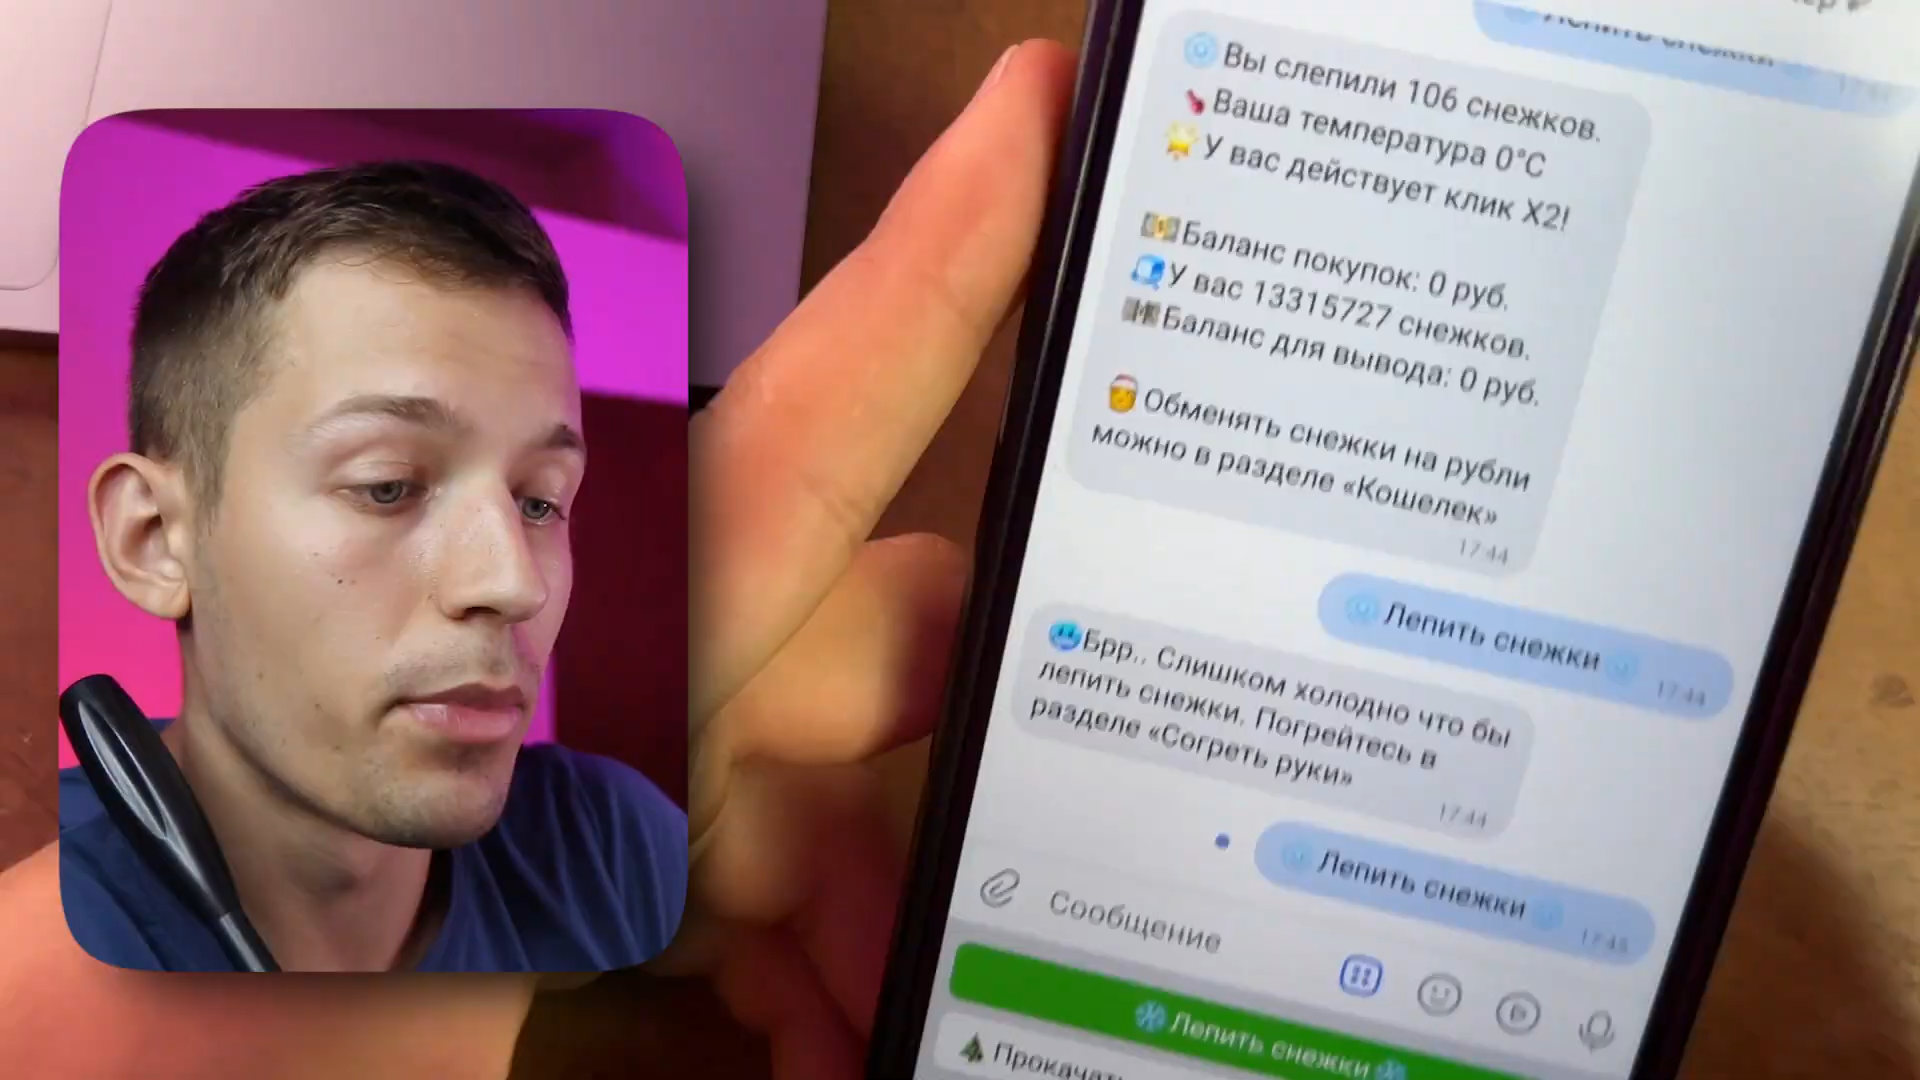 Лепить снежки
Вы слепили 106 снежков.
Ваша температура 0°C
У вас действует клик X2!
Баланс покупок: 0 руб.
У вас 13315727 снежков.
Баланс для вывода: 0 руб.
Обменять снежки на рубли
можно в разделе «Кошелек»
17:44
Лепить снежки
17:44
Брр.. Слишком холодно что бы
лепить снежки. Погрейтесь в
разделе «Согреть руки»
17:44
Лепить снежки
Сообщение
Лепить снежки